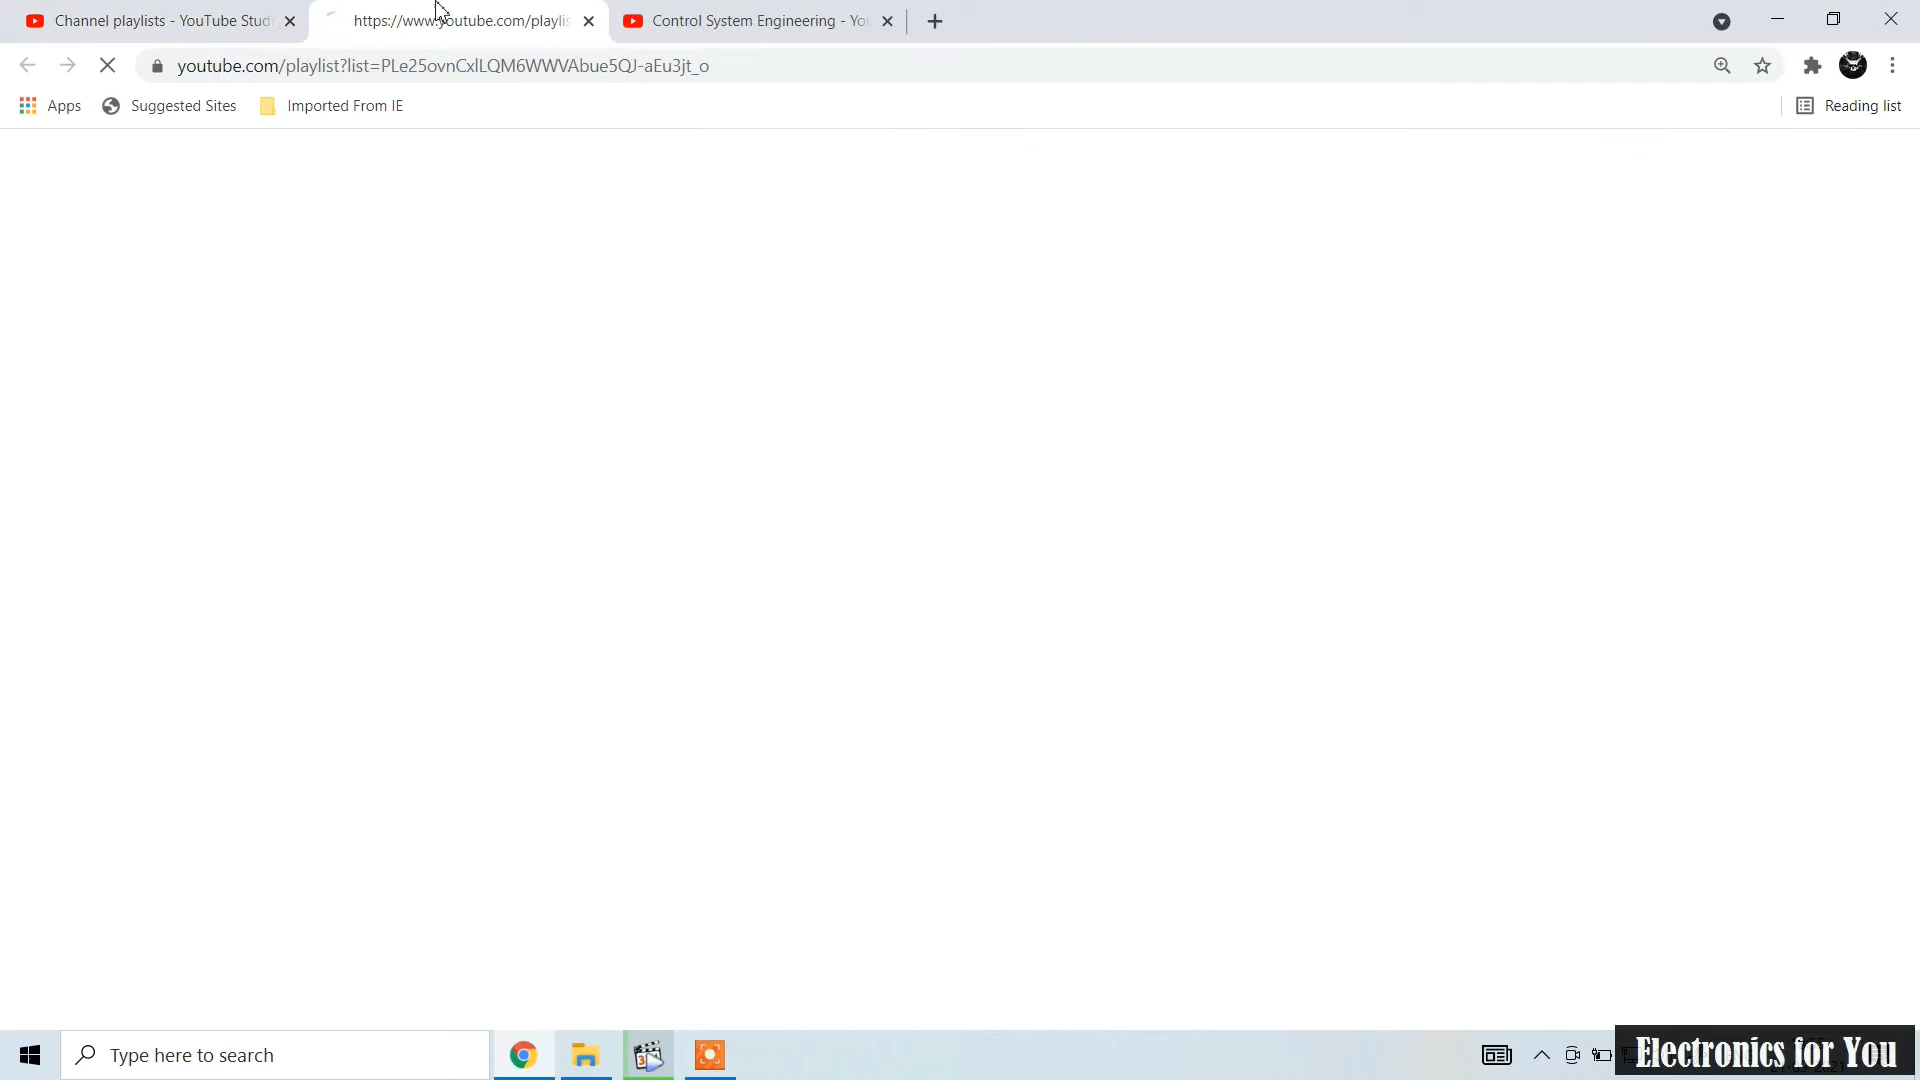 Channel playlists - YouTube Stud
https://www.youtube.com/playlis
Control System Engineering - Yo
youtube.com/playlist?list=PLe25ovnCxlLQM6WWVAbue5QJ-aEu3jt_o
Apps
Suggested Sites
Imported From IE
Reading list
Type here to search
Electronics for You